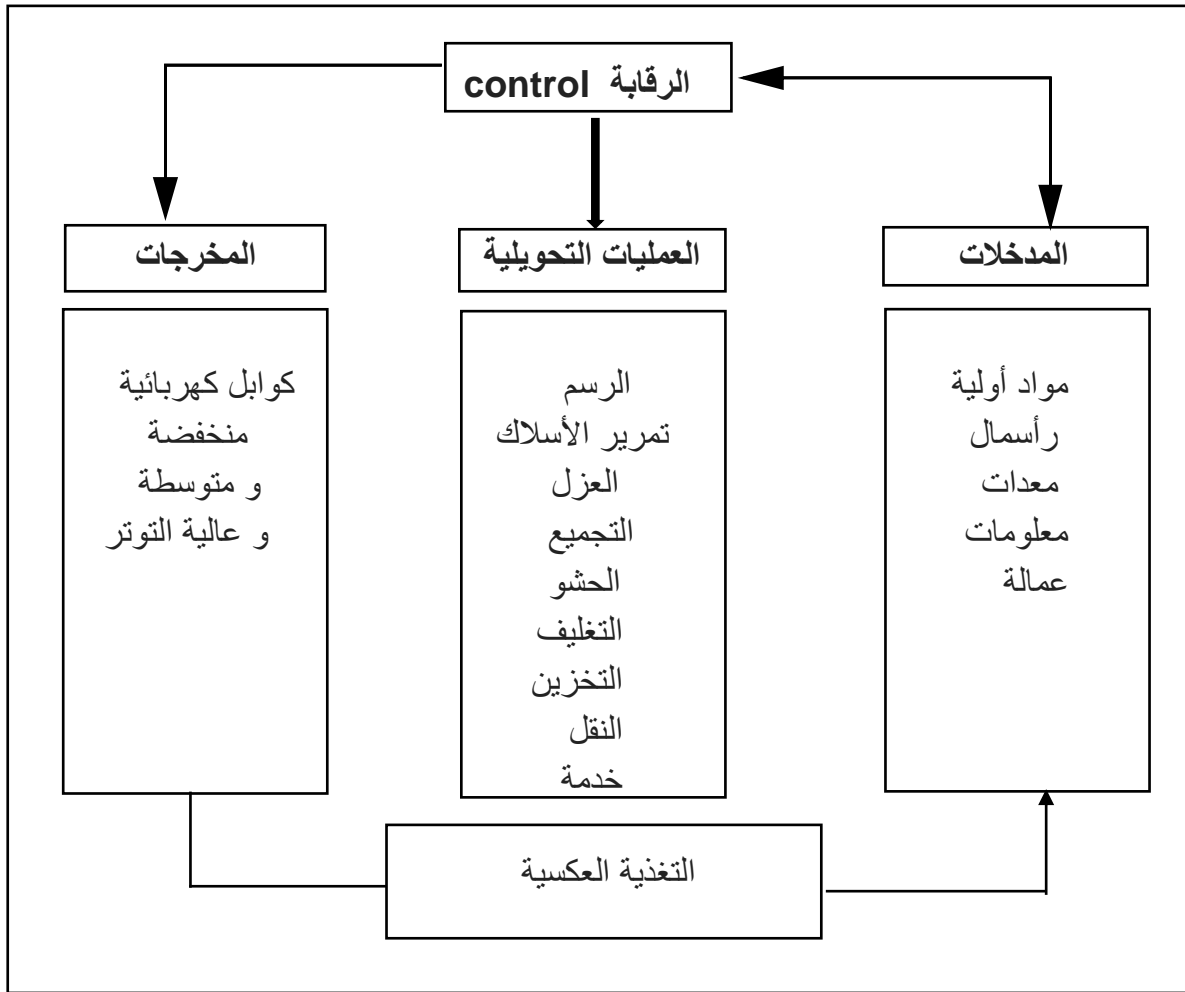 الرقابة control
المدخلات
العمليات التحويلية
المخرجات
مواد أولية
رأسمال
معدات
معلومات
عمالة
الرسم
تمرير الأسلاك
العزل
التجميع
الحشو
التغليف
التخزين
النقل
خدمة
كوابل كهربائية
منخفضة
و متوسطة
و عالية التوتر
التغذية العكسية